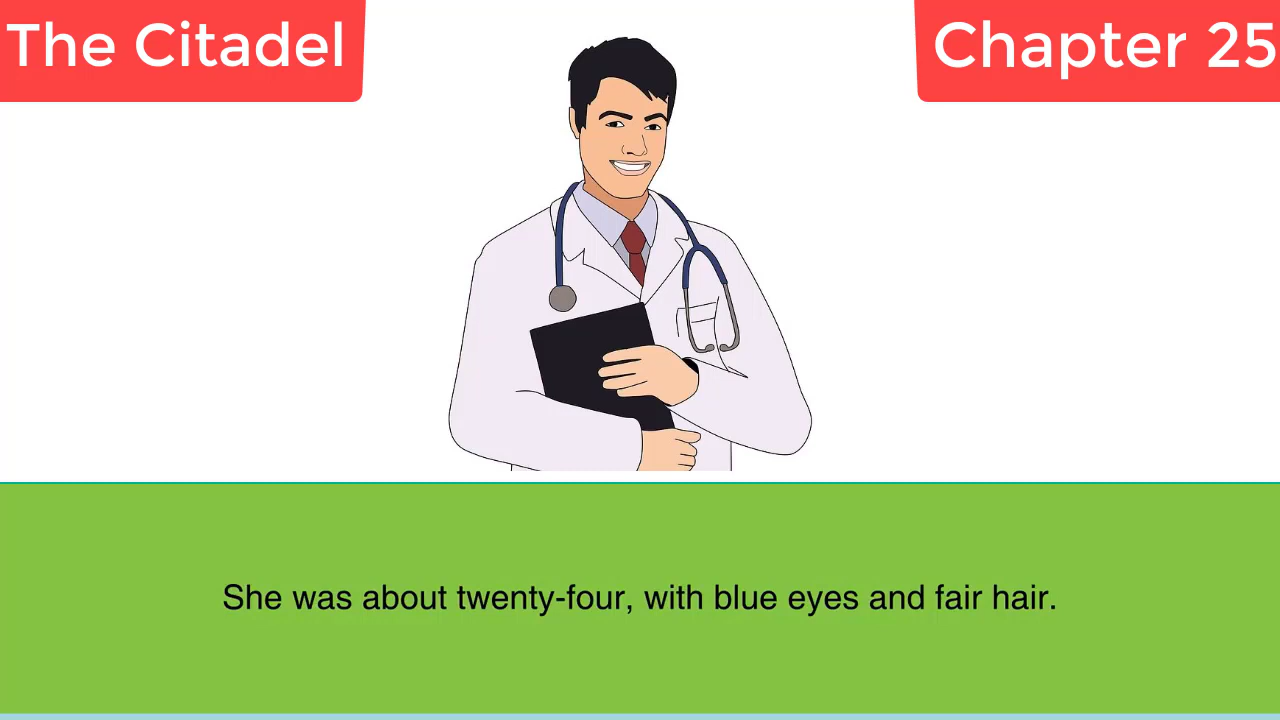 The Citadel
Chapter 25
She was about twenty-four, with blue eyes and fair hair.